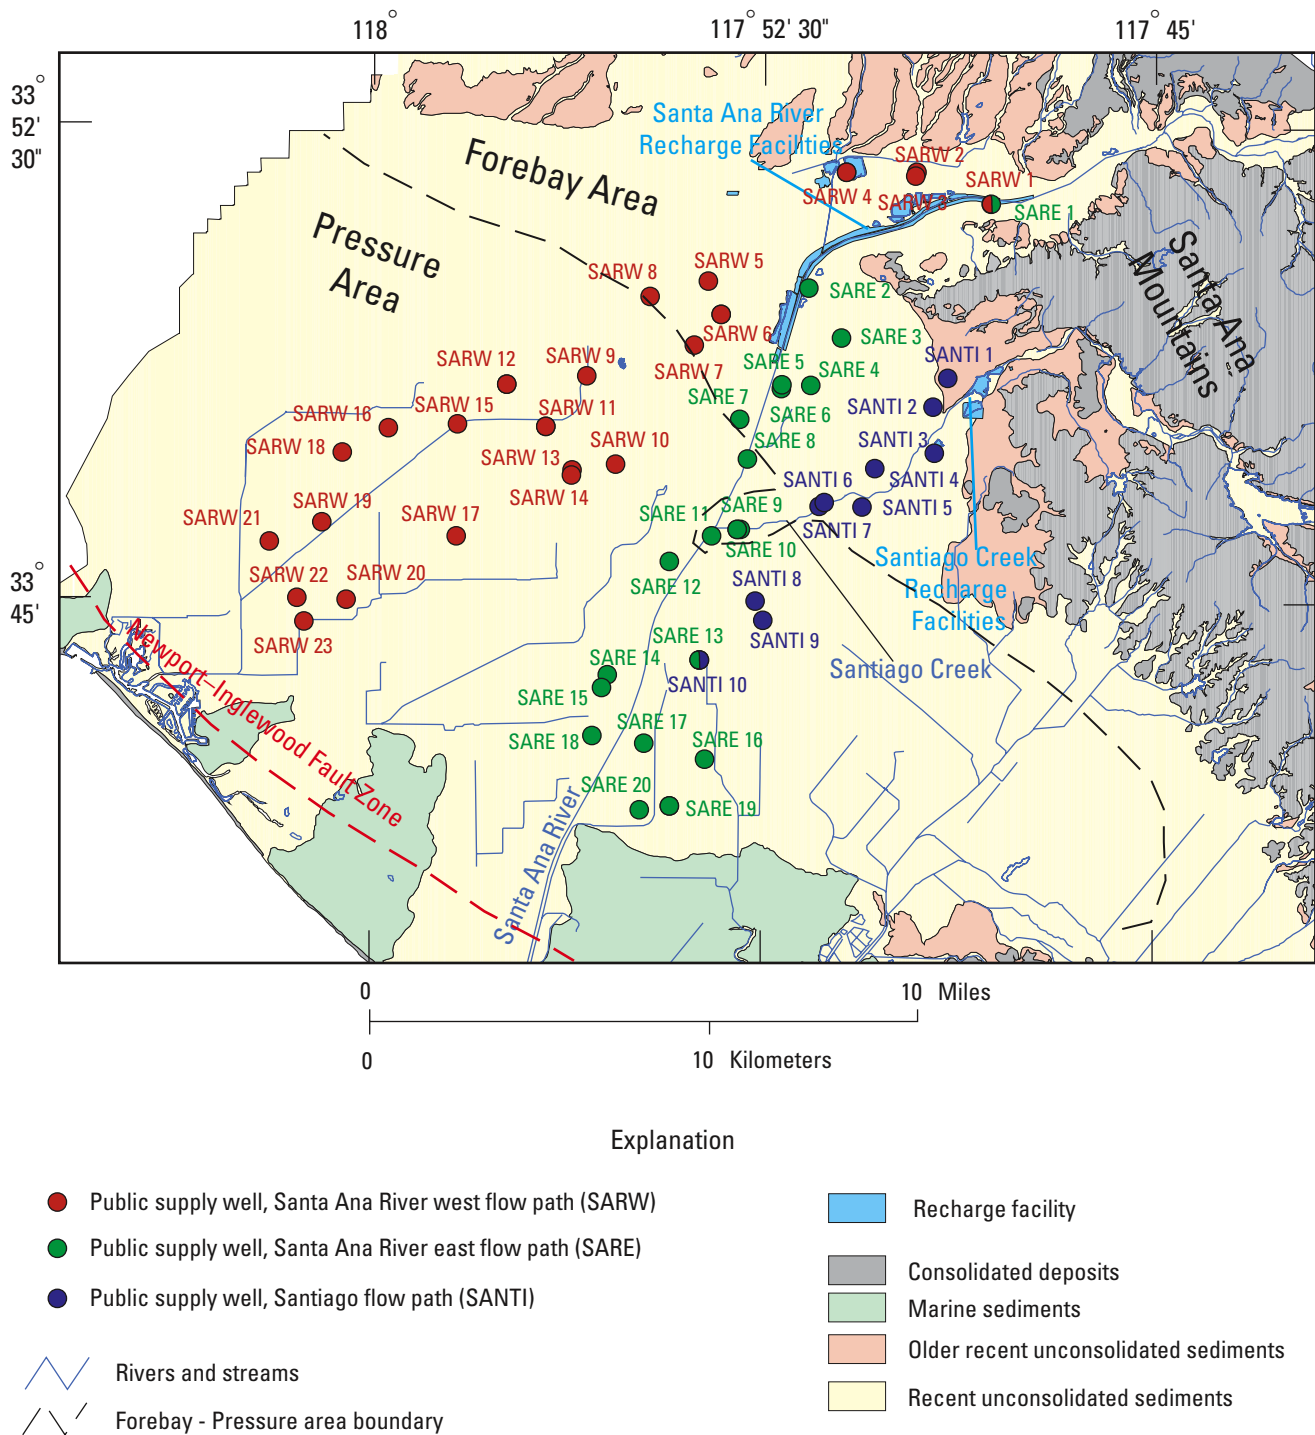 118°
117° 52' 30"
117° 45'
33°
52'
30"
Santa Ana River
Recharge Facilities
Forebay Area
Pressure
Area
Santa Ana
Mountains
SARW 2
SARW 1
SARW 4
SARW 3
SARE 1
SARW 5
SARW 8
SARE 2
SARW 6
SARE 3
SARW 7
SARW 12
SARW 9
SARE 5
SARE 4
SANTI 1
SARW 16
SARW 15
SARW 11
SARE 7
SARE 6
SANTI 2
SARW 18
SARW 10
SARE 8
SANTI 3
SARW 13
SARW 14
SANTI 6
SANTI 4
SARW 19
SARW 21
SARW 17
SARE 11
SARE 9
SANTI 5
SANTI 7
SARE 10
Santiago Creek
Recharge
Facilities
33°
45'
SARW 22
SARW 20
SARE 12
SANTI 8
SARW 23
SANTI 9
SARE 13
SARE 14
SANTI 10
Santiago Creek
SARE 15
Newport-Inglewood Fault Zone
SARE 17
SARE 18
SARE 16
SARE 20
SARE 19
Santa Ana River
0
10 Miles
0
10 Kilometers
Explanation
Public supply well, Santa Ana River west flow path (SARW)
Public supply well, Santa Ana River east flow path (SARE)
Public supply well, Santiago flow path (SANTI)
Rivers and streams
Forebay - Pressure area boundary
Recharge facility
Consolidated deposits
Marine sediments
Older recent unconsolidated sediments
Recent unconsolidated sediments